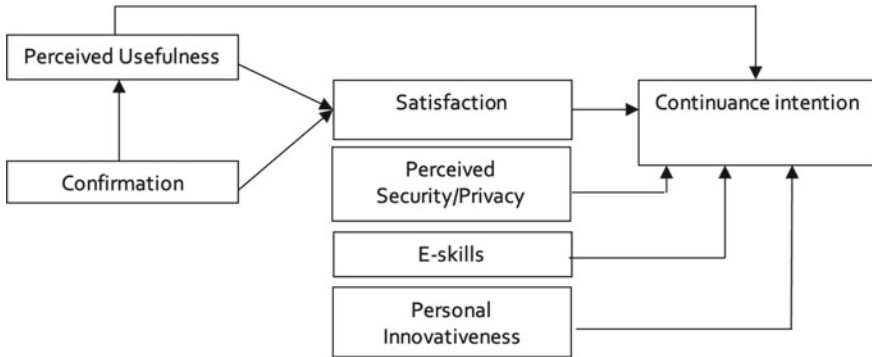 Perceived Usefulness
Satisfaction
Continuance intention
Confirmation
Perceived
Security/Privacy
E-skills
Personal
Innovativeness